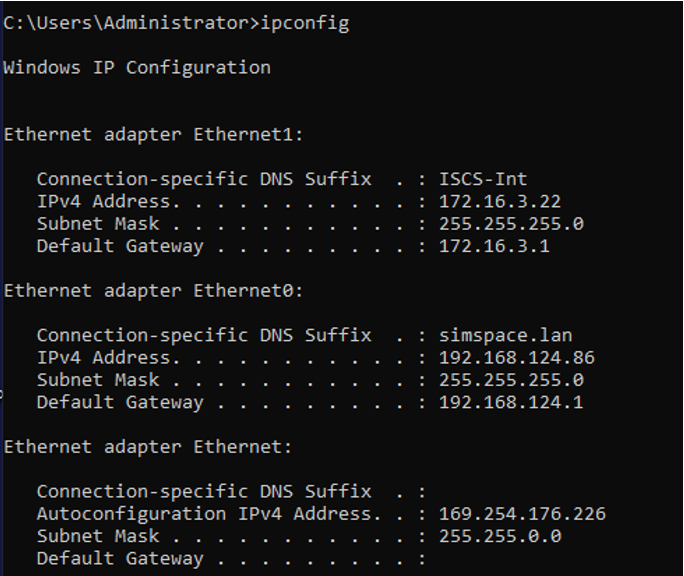 C:\Users\Administrator>ipconfig
Windows IP Configuration
Ethernet adapter Ethernet1:
Connection-specific DNS Suffix  . : ISCS-Int
IPv4 Address. . . . . . . . . . . : 172.16.3.22
Subnet Mask . . . . . . . . . . . : 255.255.255.0
Default Gateway . . . . . . . . . : 172.16.3.1
Ethernet adapter Ethernet0:
Connection-specific DNS Suffix  . : simspace.lan
IPv4 Address. . . . . . . . . . . : 192.168.124.86
Subnet Mask . . . . . . . . . . . : 255.255.255.0
Default Gateway . . . . . . . . . : 192.168.124.1
Ethernet adapter Ethernet:
Connection-specific DNS Suffix  . :
Autoconfiguration IPv4 Address. . : 169.254.176.226
Subnet Mask . . . . . . . . . . . : 255.255.0.0
Default Gateway . . . . . . . . . :